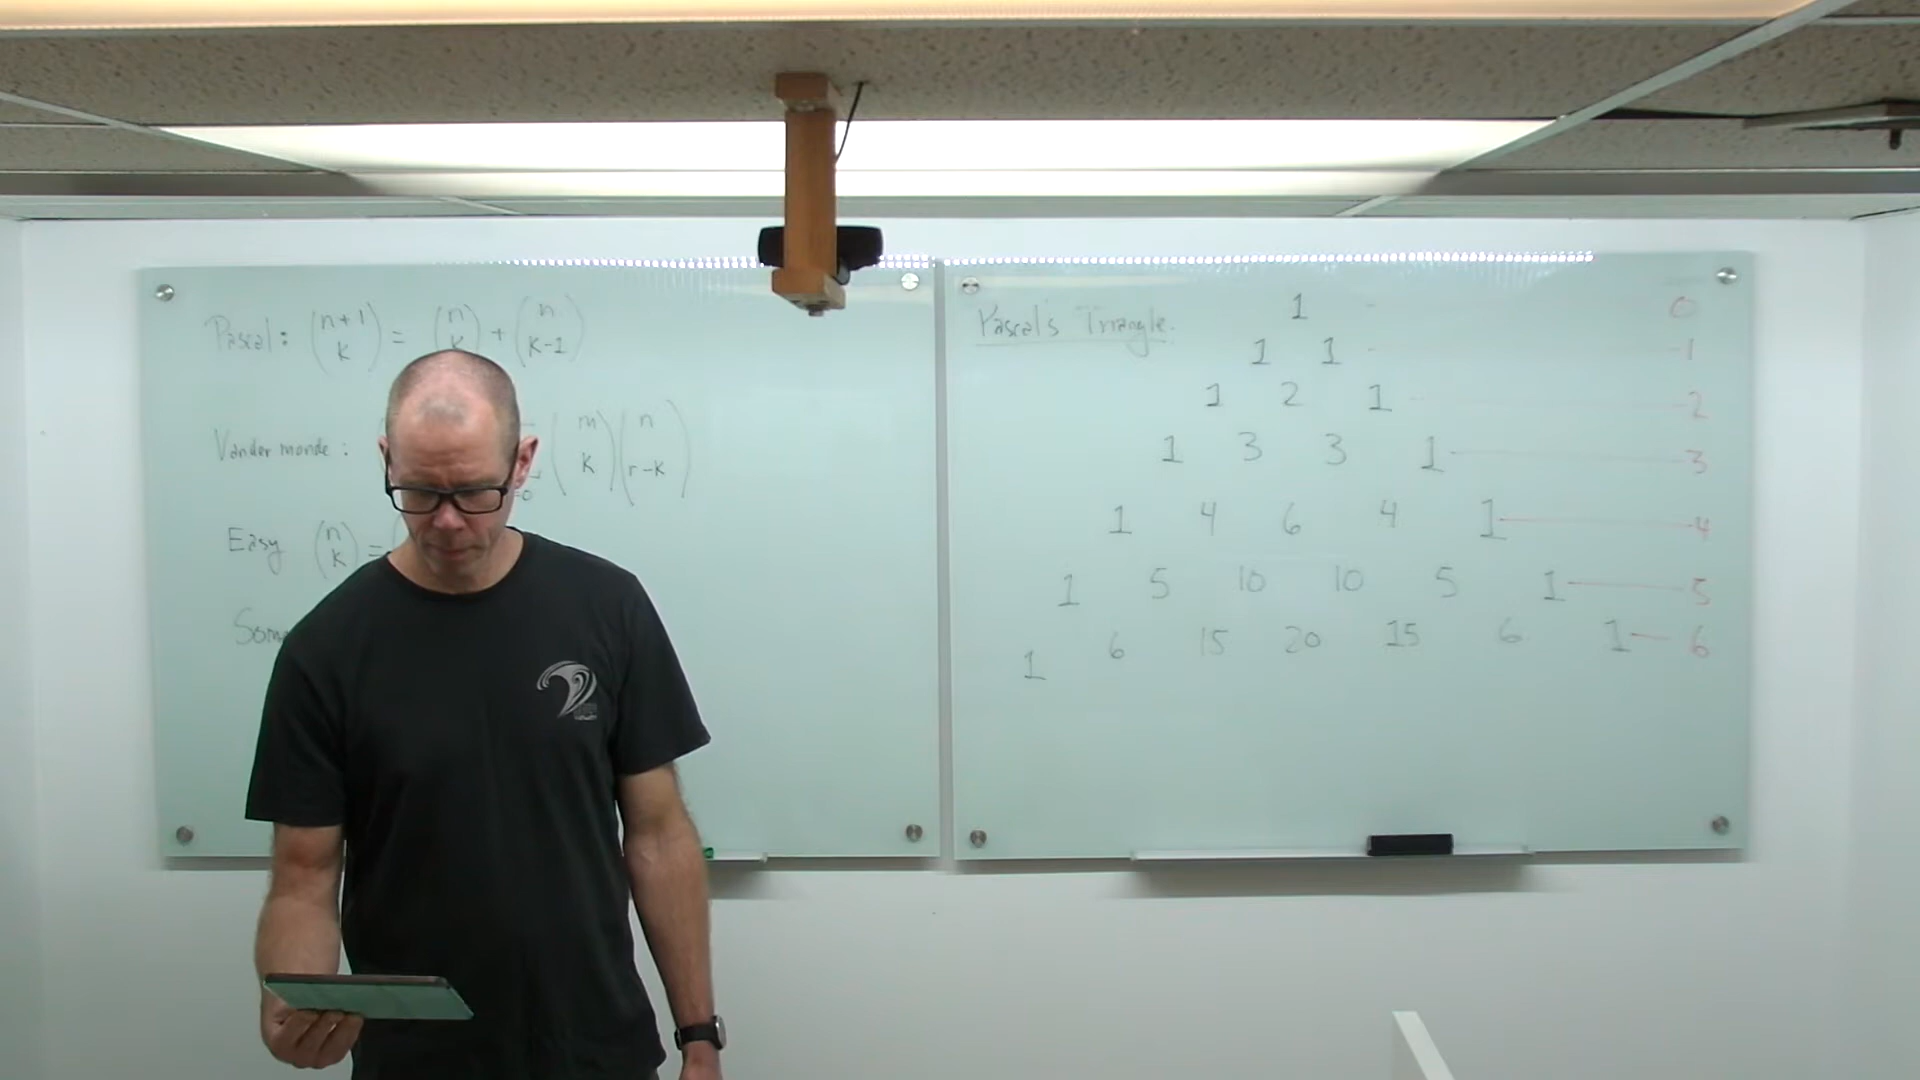 Pascal: (n+1 k) = (n k) + (n k-1)
Vandermonde: =0 (m k)(n r-k)
Easy (n k) =
Pascal's Triangle.
1 0
1 1 1
1 2 1 2
1 3 3 1 3
1 4 6 4 1 4
1 5 10 10 5 1 5
1 6 15 20 15 6 1 6